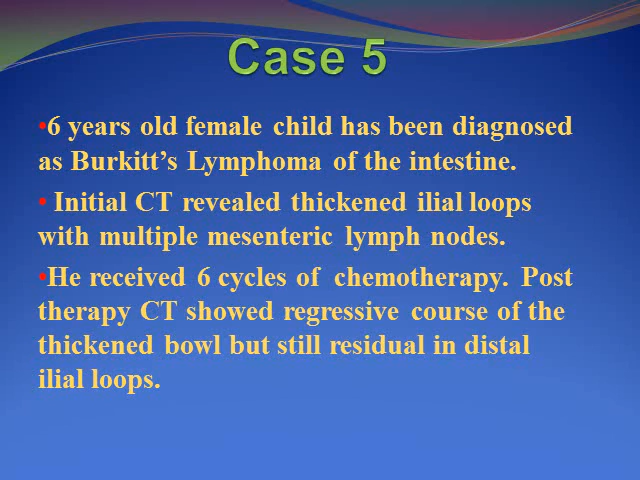 Case 5
•6 years old female child has been diagnosed
as Burkitt’s Lymphoma of the intestine.
• Initial CT revealed thickened ilial loops
with multiple mesenteric lymph nodes.
•He received 6 cycles of chemotherapy. Post
therapy CT showed regressive course of the
thickened bowl but still residual in distal
ilial loops.